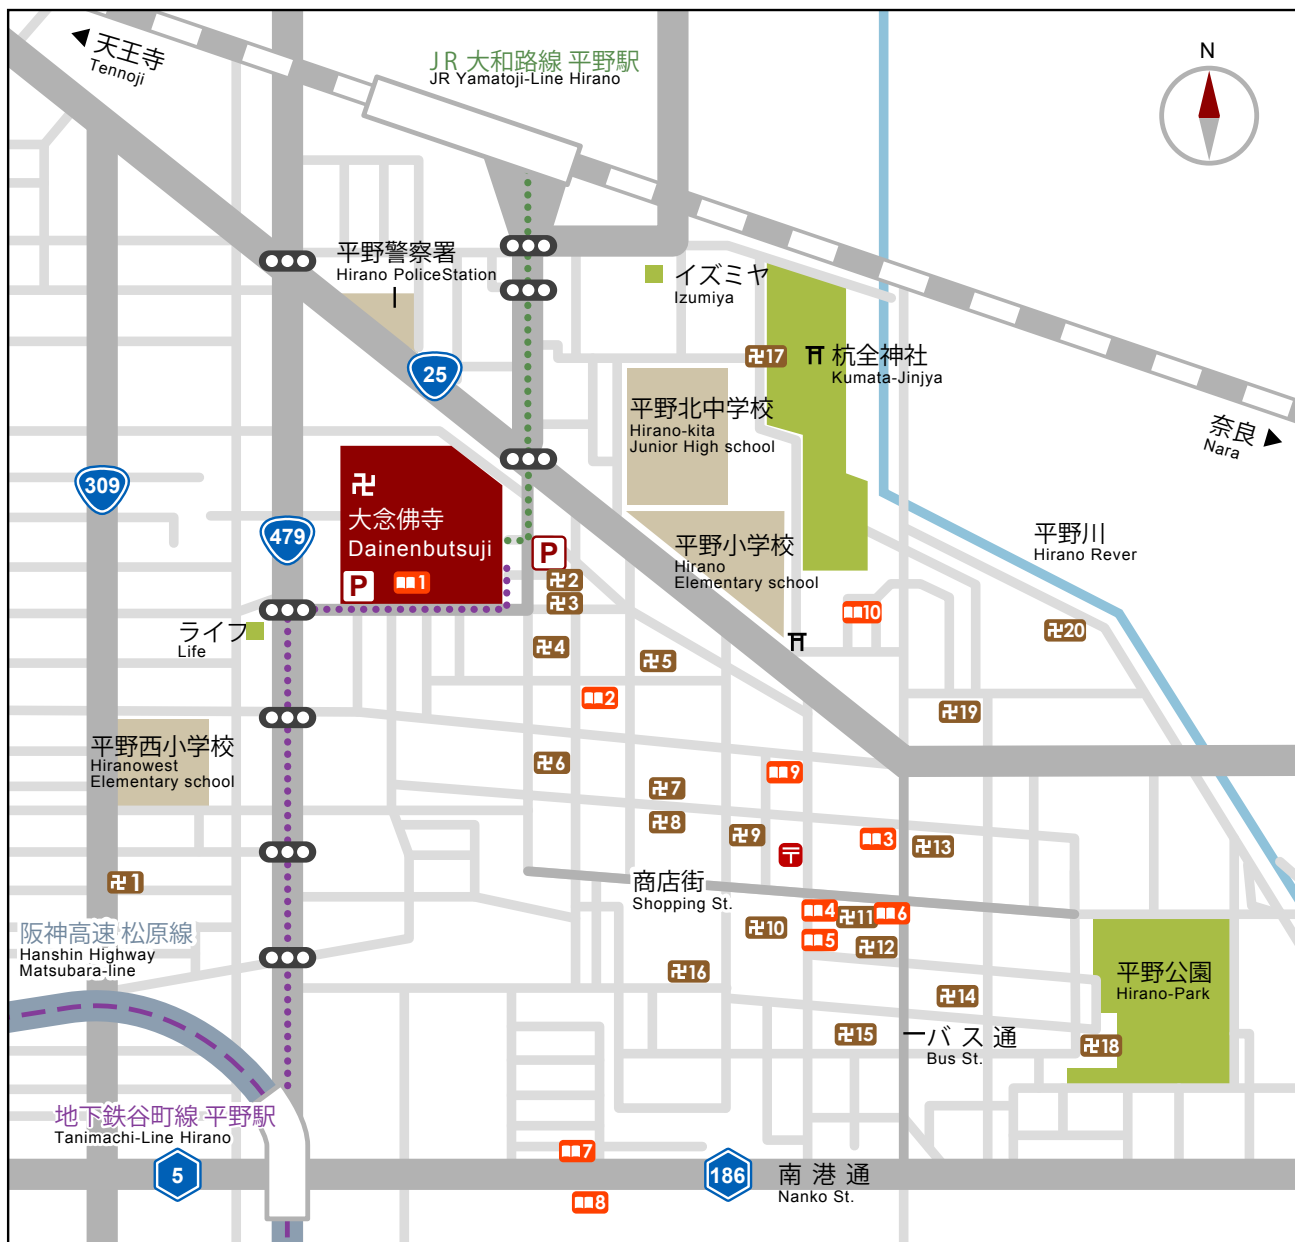 天王寺
Tennoji
JR 大和路線 平野駅
JR Yamatoji-Line Hirano
N
平野警察署
Hirano PoliceStation
イズミヤ
Izumiya
卍17
杭全神社
Kumata-Jinjya
25
平野北中学校
Hirano-kita
Junior High school
奈良
Nara
309
卍
大念佛寺
Dainenbutsuji
479
平野小学校
Hirano
Elementary school
平野川
Hirano Rever
P
P
1
卍2
卍3
10
卍20
ライフ
Life
卍4
卍5
2
卍19
平野西小学校
Hiranowest
Elementary school
卍6
9
卍7
卍8
卍9
3
卍13
〒
卍1
商店街
Shopping St.
4
卍11
6
卍10
5
卍12
阪神高速 松原線
Hanshin Highway
Matsubara-line
卍16
平野公園
Hirano-Park
卍14
卍15
バス通
Bus St.
卍18
地下鉄谷町線 平野駅
Tanimachi-Line Hirano
7
5
186
南港通
Nanko St.
8